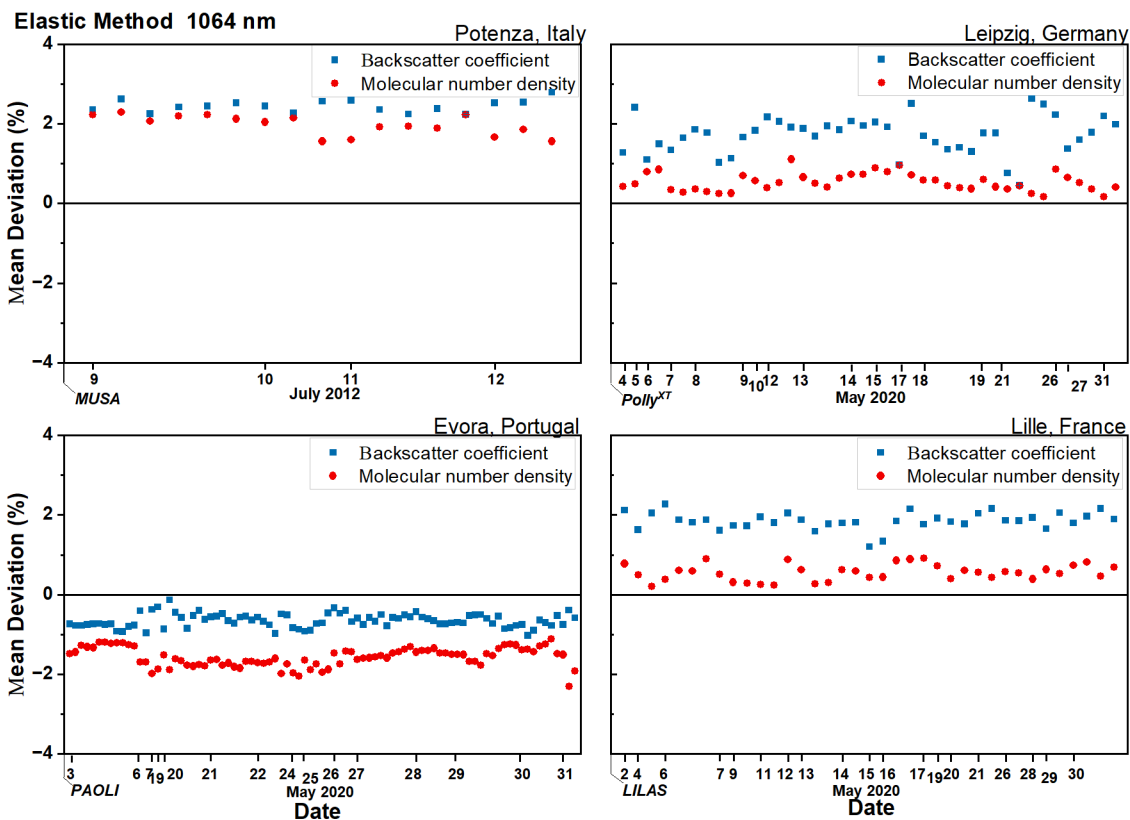 Elastic Method 1064 nm
Potenza, Italy
Backscatter coefficient
Molecular number density
Mean Deviation (%)
4
2
0
−2
−4
9 10 11 12
MUSA
July 2012
Leipzig, Germany
Backscatter coefficient
Molecular number density
4 5 6 7 8 9 10 12 13 14 15 17 18 19 21 26 27 31
Polly^XT
May 2020
Evora, Portugal
Backscatter coefficient
Molecular number density
Mean Deviation (%)
4
2
0
−2
−4
3 6 7 19 20 21 22 24 25 26 27 28 29 30 31
PAOLI
May 2020
Date
Lille, France
Backscatter coefficient
Molecular number density
2 4 6 7 9 10 11 12 13 14 15 16 17 19 20 21 26 28 29 30
LILAS
May 2020
Date